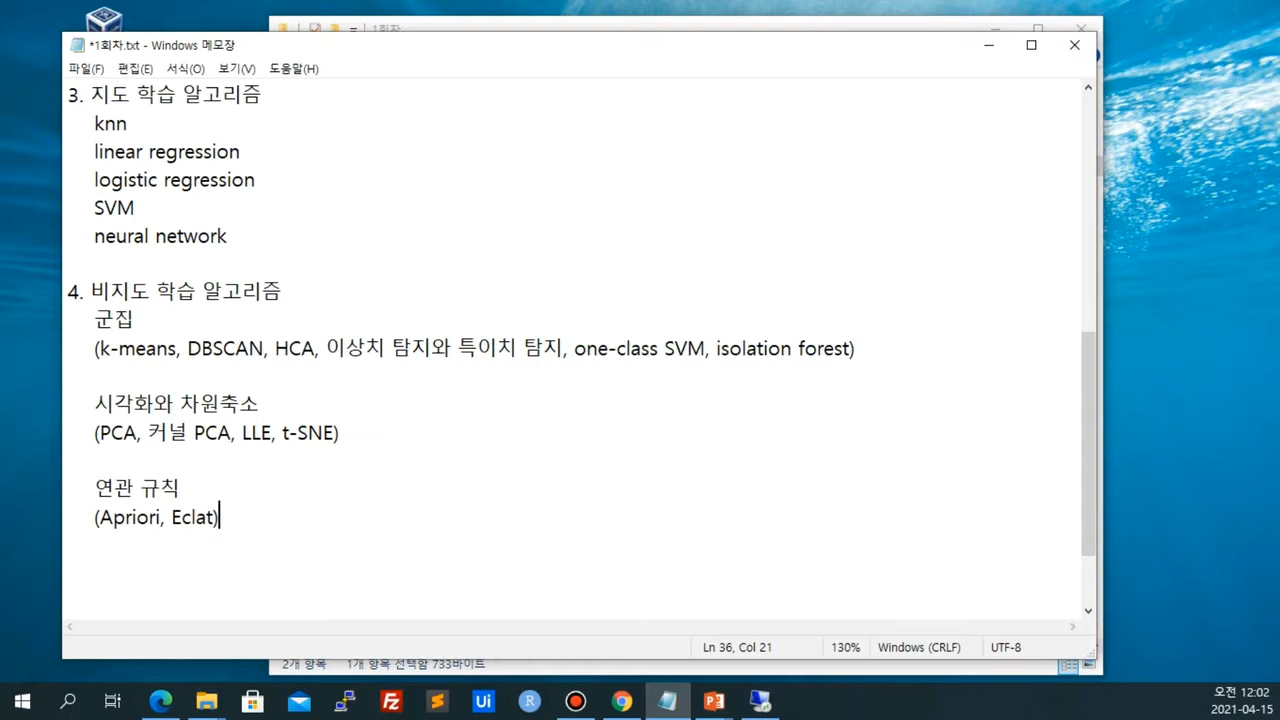 1회차
*1회차.txt - Windows 메모장
파일(F) 편집(E) 서식(O) 보기(V) 도움말(H)
3. 지도 학습 알고리즘
knn
linear regression
logistic regression
SVM
neural network
4. 비지도 학습 알고리즘
군집
(k-means, DBSCAN, HCA, 이상치 탐지와 특이치 탐지, one-class SVM, isolation forest)
시각화와 차원축소
(PCA, 커널 PCA, LLE, t-SNE)
연관 규칙
(Apriori, Eclat)
Ln 36, Col 21 130% Windows (CRLF) UTF-8
2개 항목 1개 항목 선택함 733바이트
Ui R
오전 12:02
2021-04-15